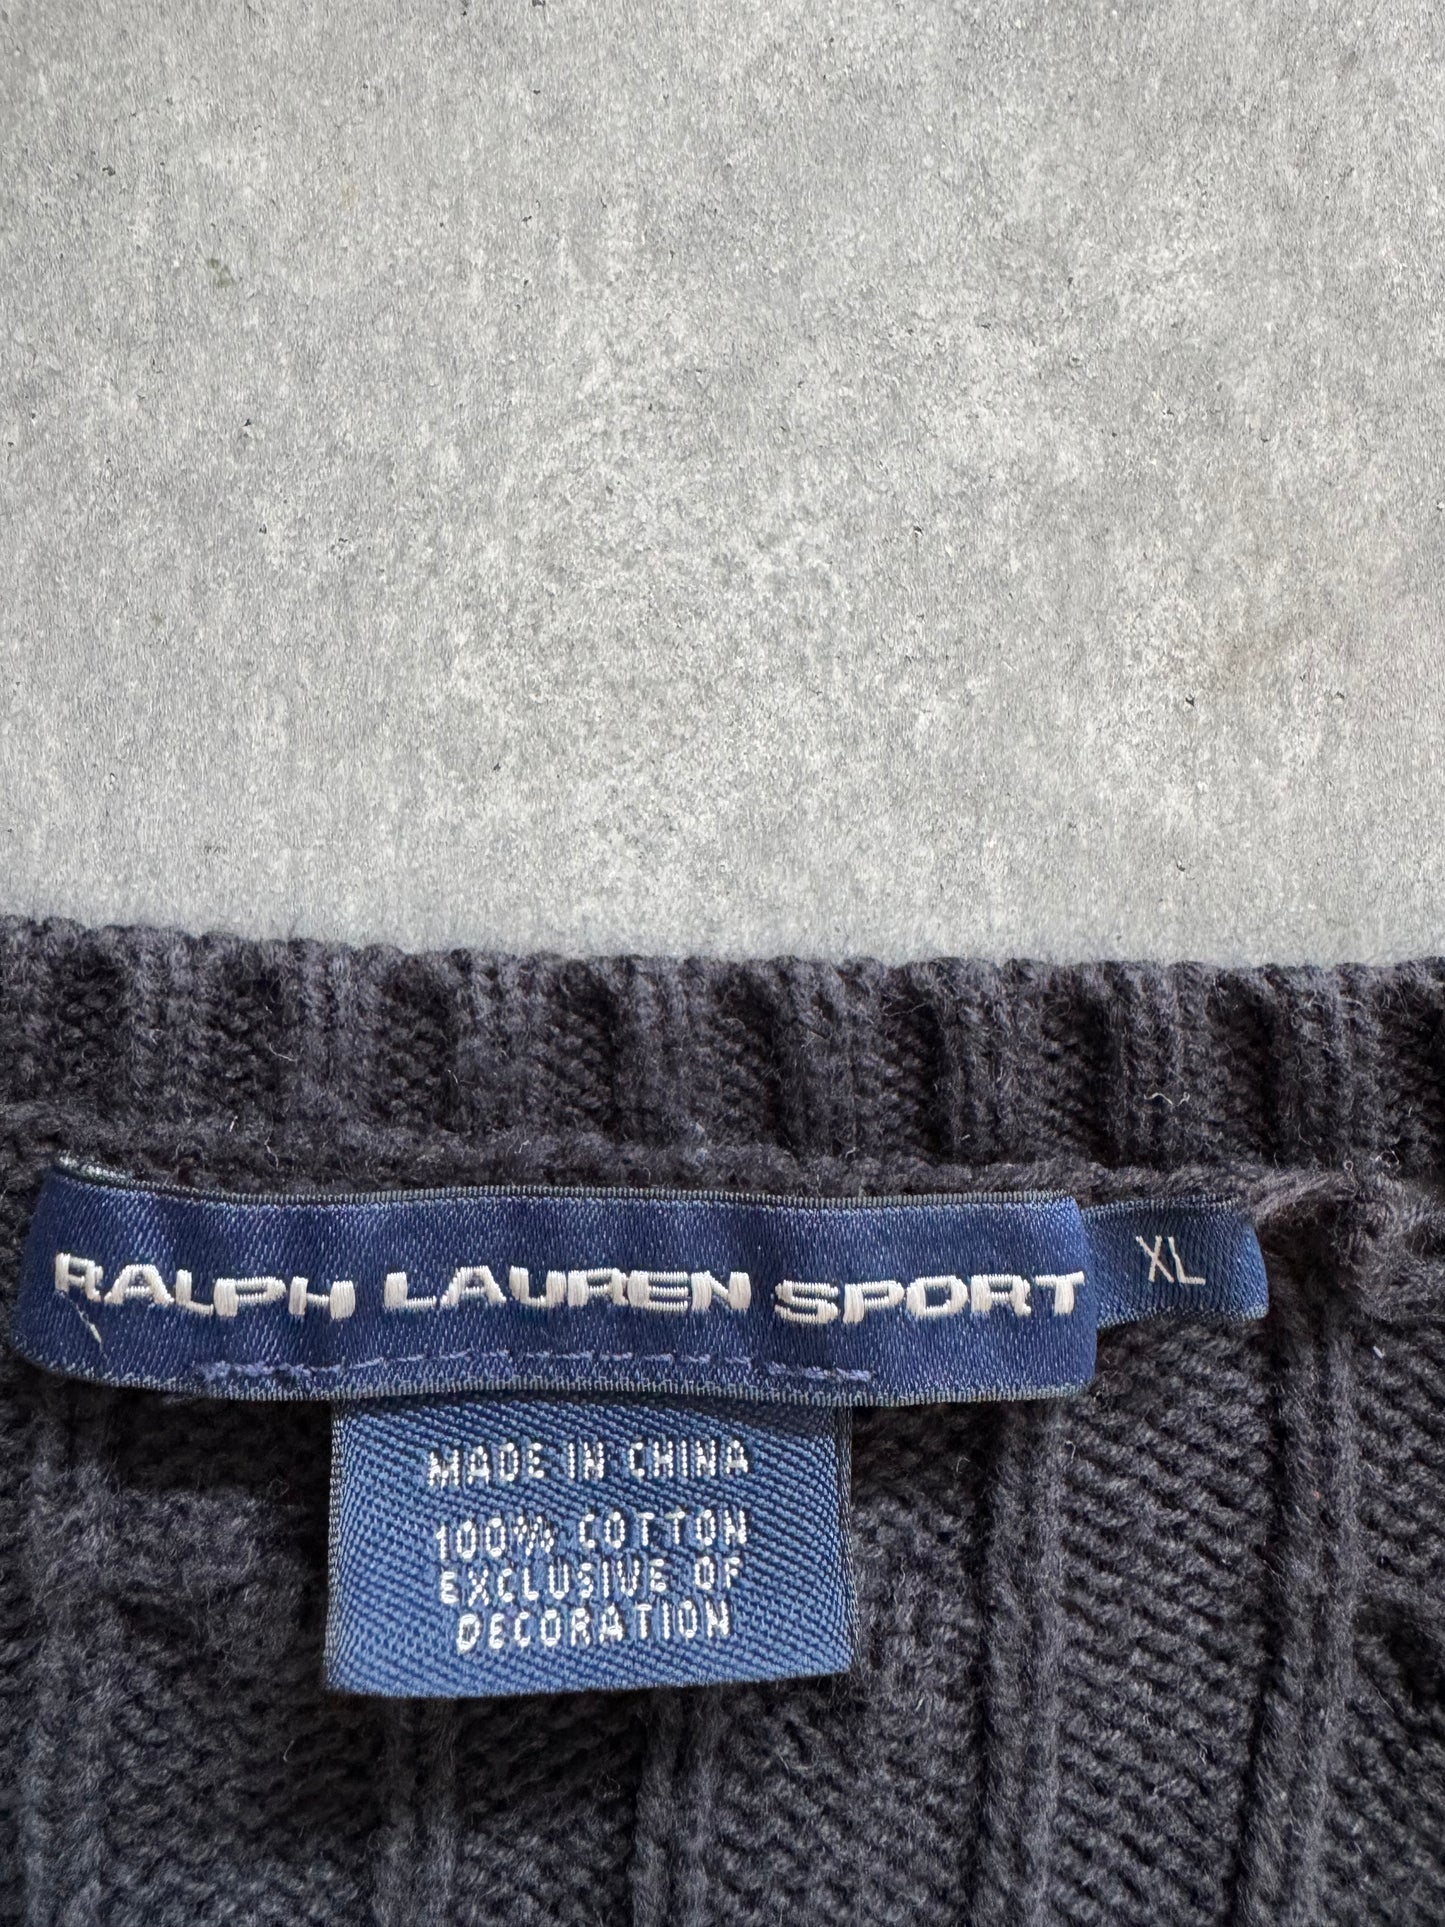 RALPH LAUREN SPORT
XL
MADE IN CHINA
100% COTTON
EXCLUSIVE OF
DECORATION